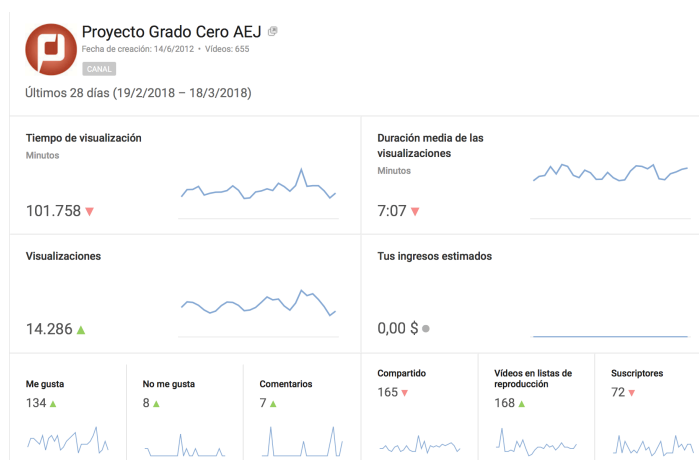 Proyecto Grado Cero AEJ
Fecha de creación: 14/6/2012 • Vídeos: 655
CANAL
Últimos 28 días (19/2/2018 – 18/3/2018)
Tiempo de visualización
Minutos
101.758
Duración media de las
visualizaciones
Minutos
7:07
Visualizaciones
14.286
Tus ingresos estimados
0,00 $
Me gusta
134
No me gusta
8
Comentarios
7
Compartido
165
Vídeos en listas de
reproducción
168
Suscriptores
72